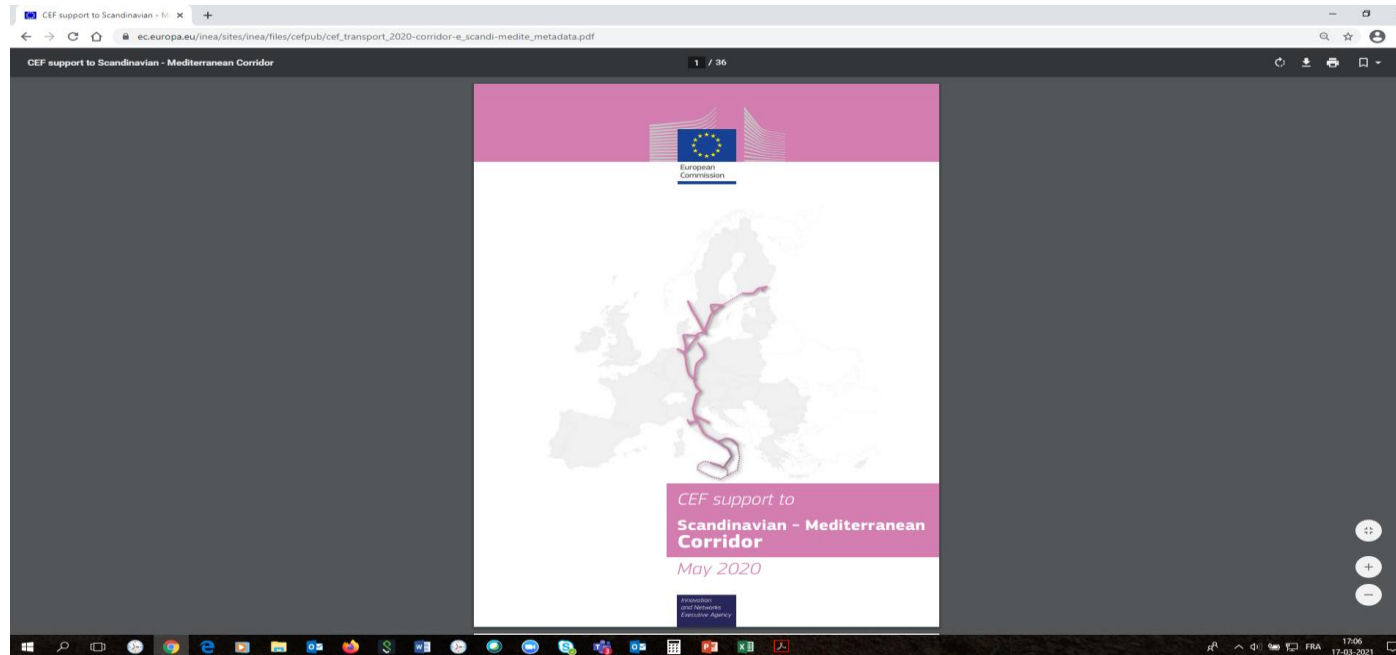 CEF support to Scandinavian - M
ec.europa.eu/inea/sites/inea/files/cefpub/cef_transport_2020-corridor-e_scandi-medite_metadata.pdf
CEF support to Scandinavian - Mediterranean Corridor
1 / 36
European
Commission
CEF support to
Scandinavian - Mediterranean
Corridor
May 2020
Innovation
and Networks
Executive Agency
17:06
FRA
17-03-2021